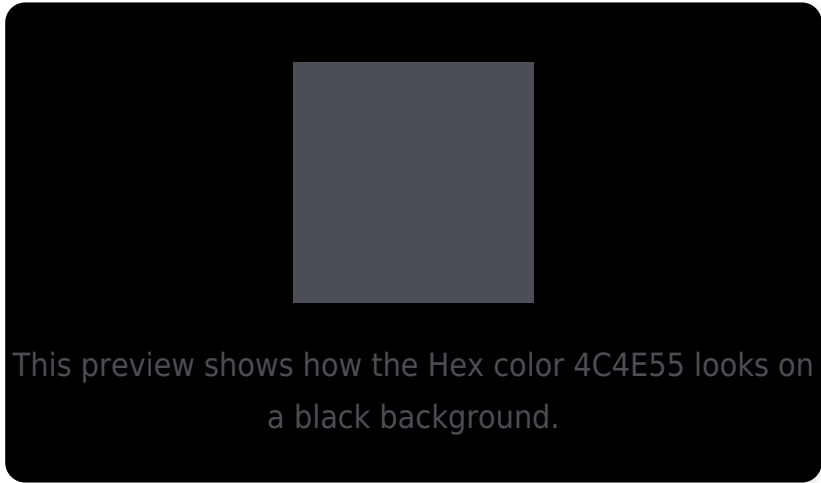 This preview shows how the Hex color 4C4E55 looks on
a black background.